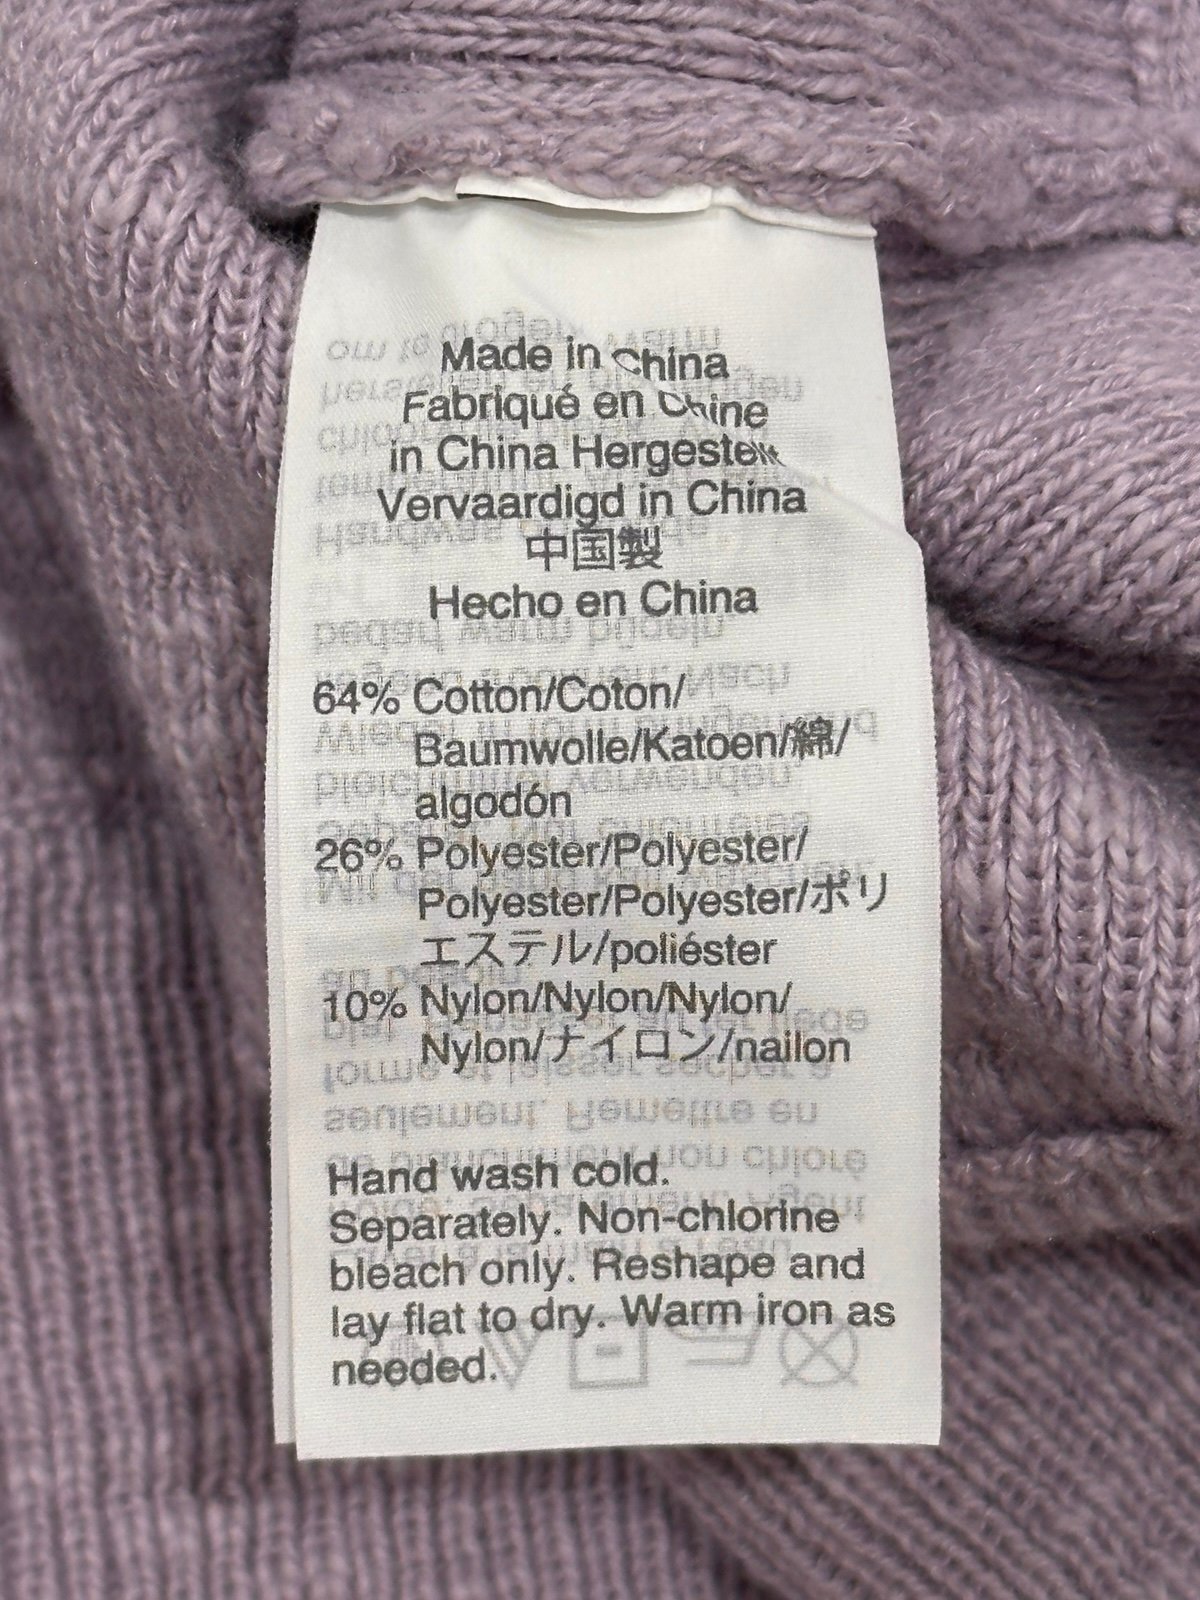 Made in China
Fabriqué en Chine
in China Hergestellt
Vervaardigd in China
中国製
Hecho en China
64% Cotton/Coton/
Baumwolle/Katoen/綿/
algodón
26% Polyester/Polyester/
Polyester/Polyester/ポリ
エステル/poliéster
10% Nylon/Nylon/Nylon/
Nylon/ナイロン/nailon
Hand wash cold.
Separately. Non-chlorine
bleach only. Reshape and
lay flat to dry. Warm iron as
needed.